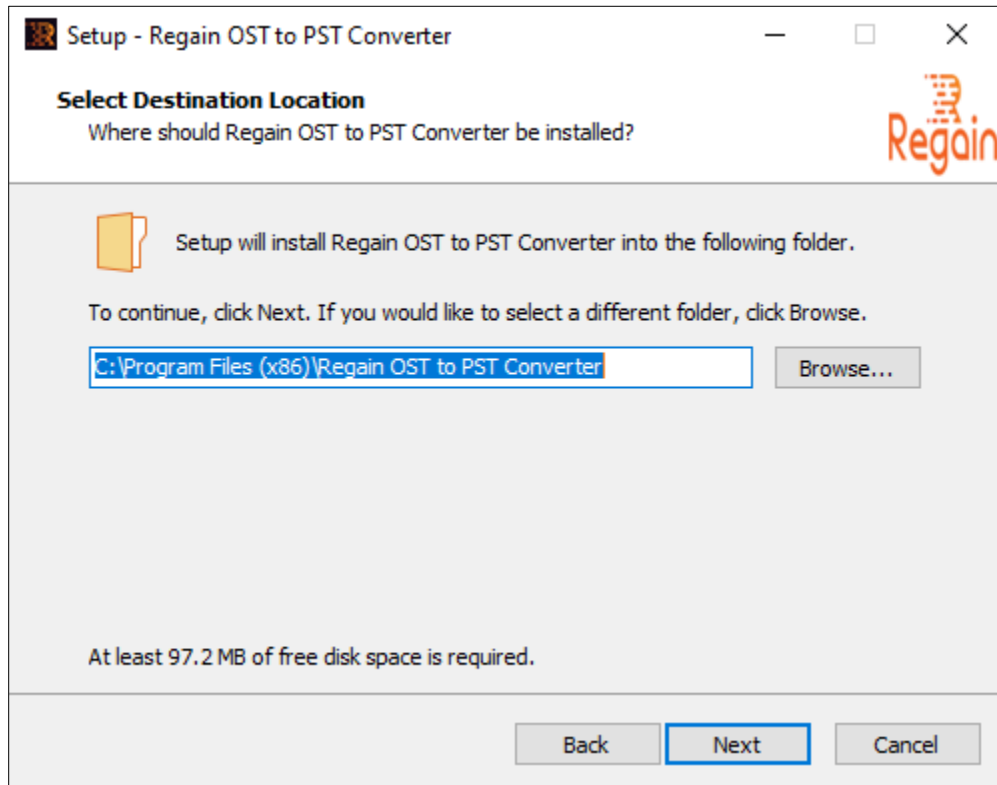 Setup - Regain OST to PST Converter
Select Destination Location
Where should Regain OST to PST Converter be installed?
Regain
Setup will install Regain OST to PST Converter into the following folder.
To continue, click Next. If you would like to select a different folder, click Browse.
C:\Program Files (x86)\Regain OST to PST Converter
Browse...
At least 97.2 MB of free disk space is required.
Back
Next
Cancel